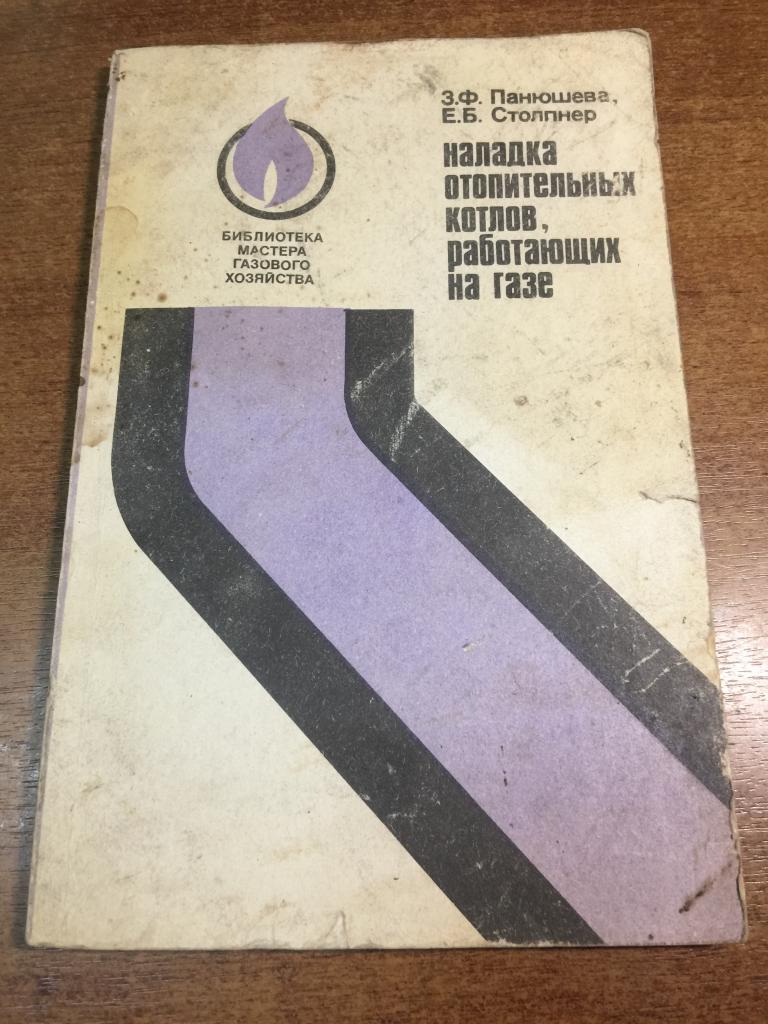 З.Ф. Панюшева,
Е.Б. Столпнер
наладка
отопительных
котлов,
работающих
на газе
БИБЛИОТЕКА
МАСТЕРА
ГАЗОВОГО
ХОЗЯЙСТВА